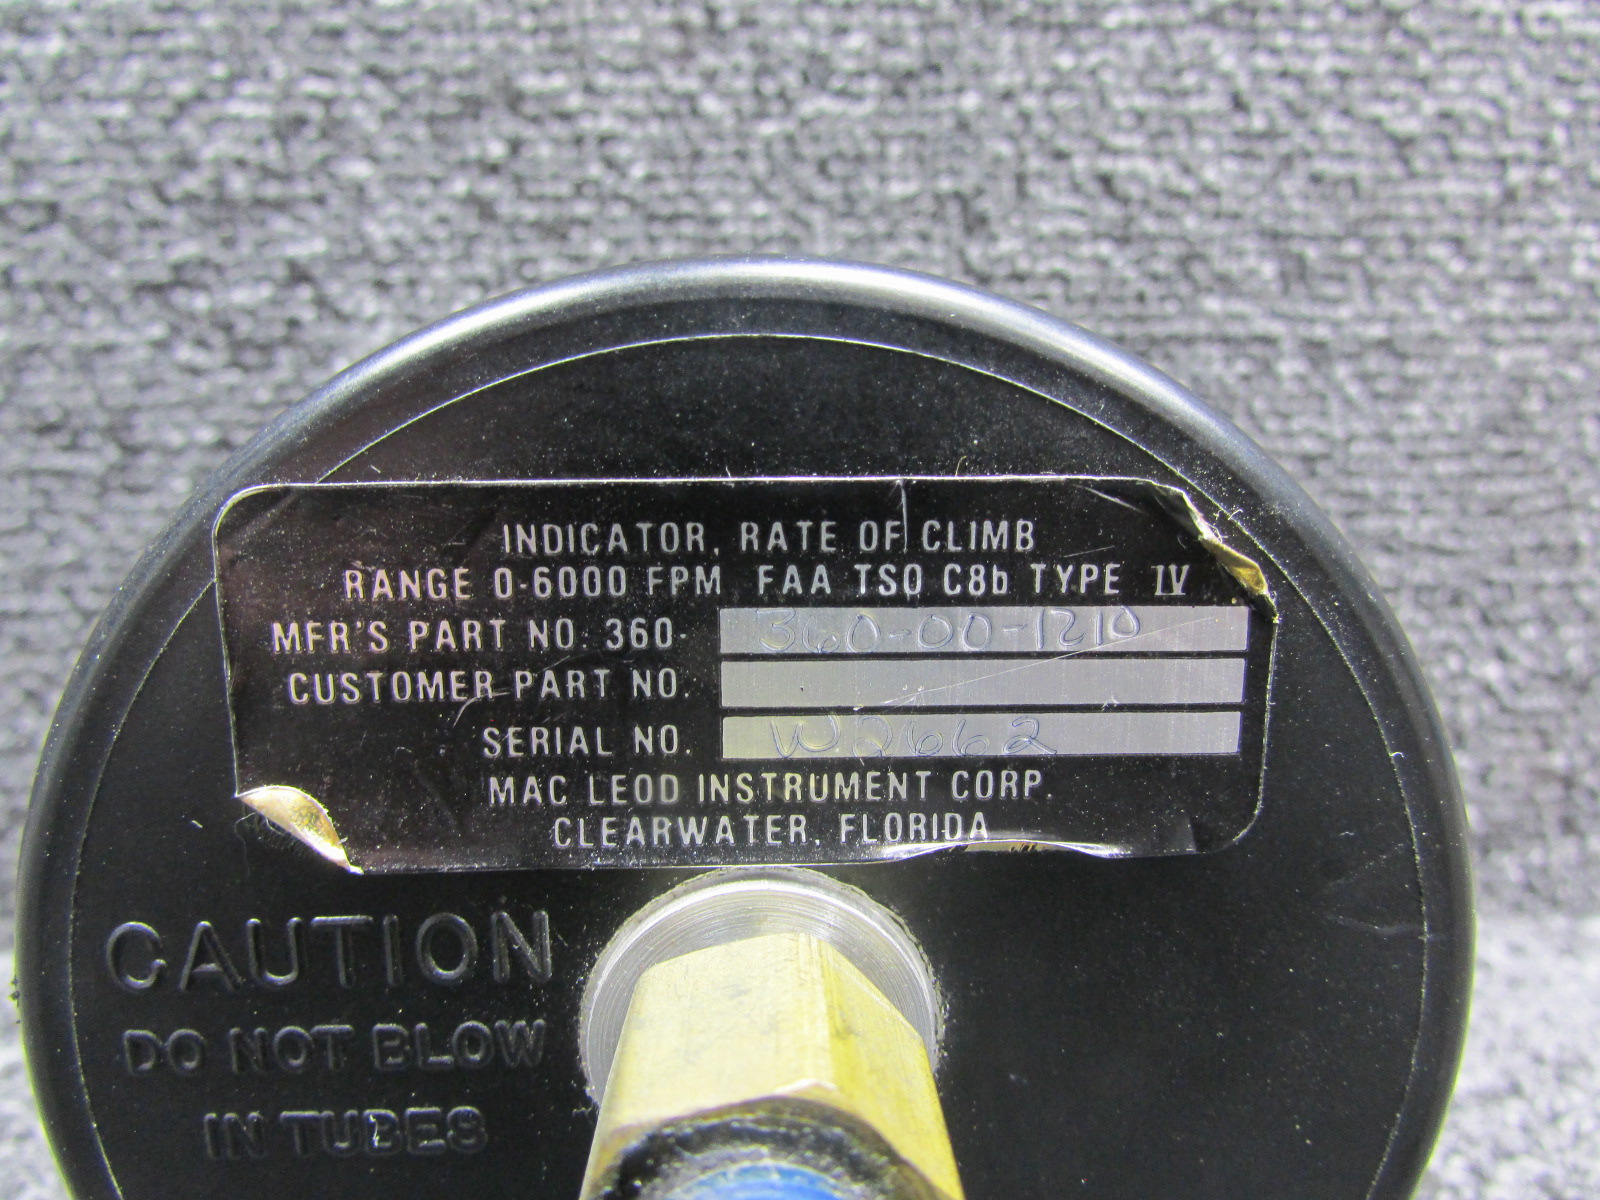 INDICATOR, RATE OF CLIMB
RANGE 0-6000 FPM FAA TSO C8b TYPE IV
MFR'S PART NO. 360- 360-00-1210
CUSTOMER PART NO.
SERIAL NO. W2662
MAC LEOD INSTRUMENT CORP.
CLEARWATER, FLORIDA
CAUTION
DO NOT BLOW
IN TUBES